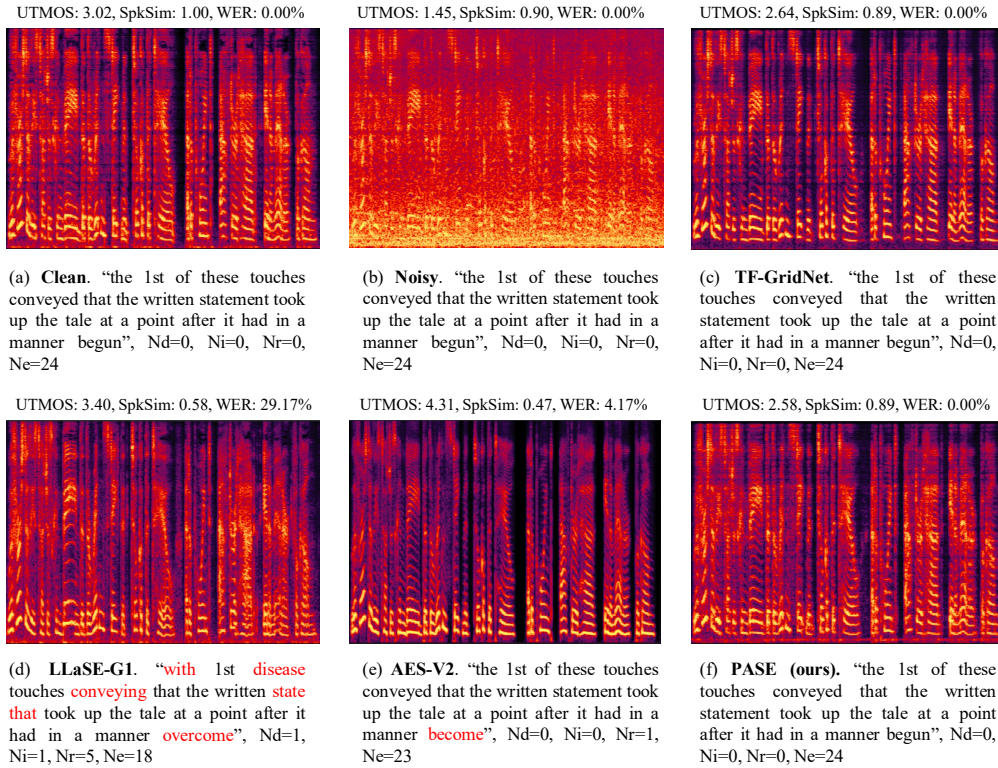 UTMOS: 3.02, SpkSim: 1.00, WER: 0.00%
UTMOS: 1.45, SpkSim: 0.90, WER: 0.00%
UTMOS: 2.64, SpkSim: 0.89, WER: 0.00%
(a) Clean. “the 1st of these touches
conveyed that the written statement took
up the tale at a point after it had in a
manner begun”, Nd=0, Ni=0, Nr=0,
Ne=24
(b) Noisy. “the 1st of these touches
conveyed that the written statement took
up the tale at a point after it had in a
manner begun”, Nd=0, Ni=0, Nr=0,
Ne=24
(c) TF-GridNet. “the 1st of these
touches conveyed that the written
statement took up the tale at a point
after it had in a manner begun”, Nd=0,
Ni=0, Nr=0, Ne=24
UTMOS: 3.40, SpkSim: 0.58, WER: 29.17%
UTMOS: 4.31, SpkSim: 0.47, WER: 4.17%
UTMOS: 2.58, SpkSim: 0.89, WER: 0.00%
(d) LLaSE-G1. “with 1st disease
touches conveying that the written state
that took up the tale at a point after it
had in a manner overcome”, Nd=1,
Ni=1, Nr=5, Ne=18
(e) AES-V2. “the 1st of these touches
conveyed that the written statement took
up the tale at a point after it had in a
manner become”, Nd=0, Ni=0, Nr=1,
Ne=23
(f) PASE (ours). “the 1st of these
touches conveyed that the written
statement took up the tale at a point
after it had in a manner begun”, Nd=0,
Ni=0, Nr=0, Ne=24